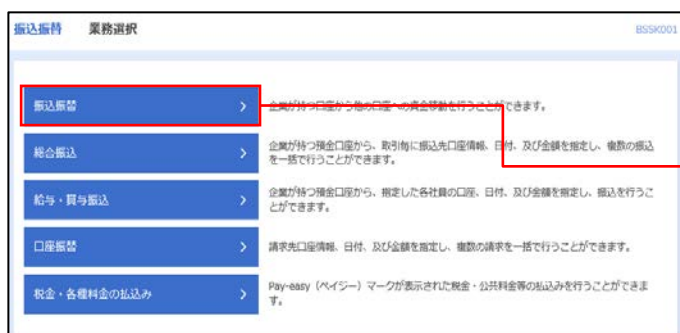 振込振替 業務選択 BSSK001
振込振替 企業が持つ口座から他の口座への資金移動を行うことができます。
総合振込 企業が持つ預金口座から、取引毎に振込先口座情報、日付、及び金額を指定し、複数の振込
を一括で行うことができます。
給与・賞与振込 企業が持つ預金口座から、指定した各社員の口座、日付、及び金額を指定し、振込を行うこ
とができます。
口座振替 請求先口座情報、日付、及び金額を指定し、複数の請求を一括で行うことができます。
税金・各種料金の払込み Pay-easy（ペイジー）マークが表示された税金・公共料金等の払込みを行うことができま
す。